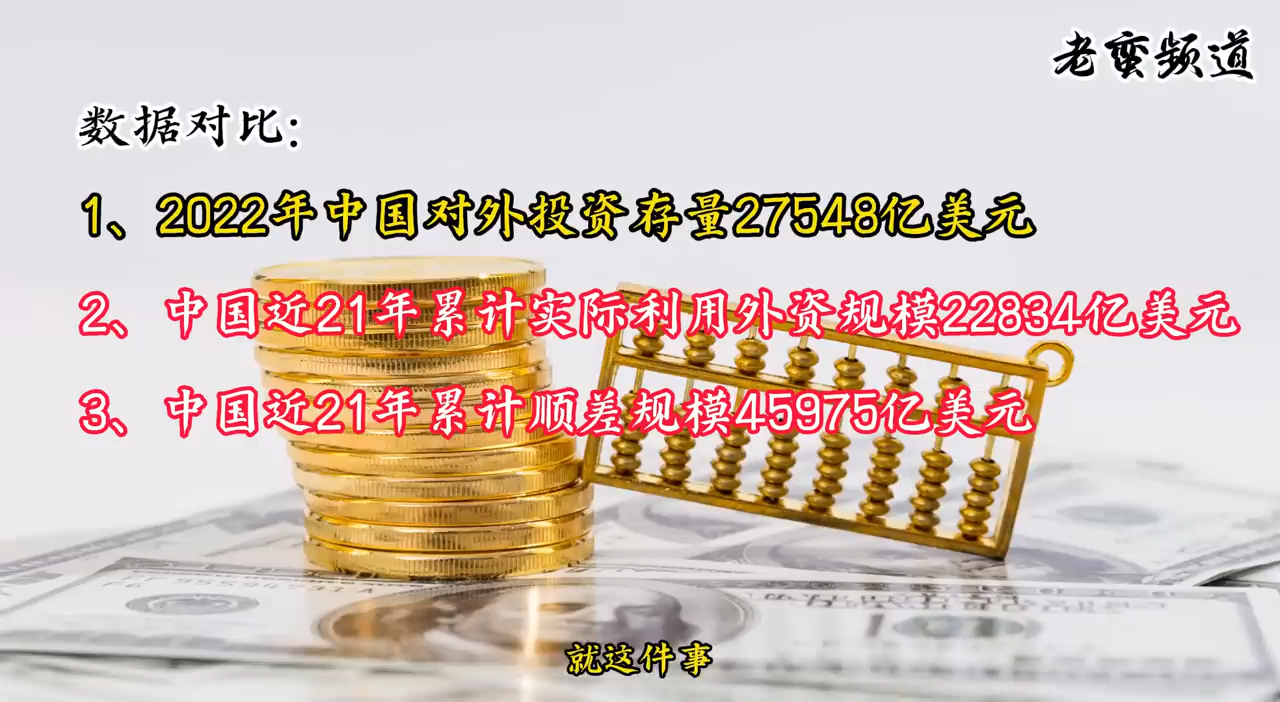 老蛮频道
数据对比:
1、2022年中国对外投资存量27548亿美元
2、中国近21年累计实际利用外资规模22834亿美元
3、中国近21年累计顺差规模45975亿美元
就这件事